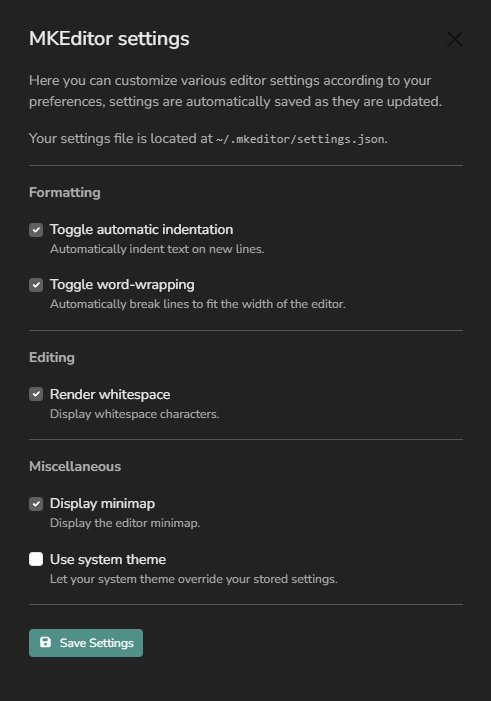 MKEditor settings
Here you can customize various editor settings according to your
preferences, settings are automatically saved as they are updated.
Your settings file is located at ~/.mkeditor/settings.json.
Formatting
Toggle automatic indentation
Automatically indent text on new lines.
Toggle word-wrapping
Automatically break lines to fit the width of the editor.
Editing
Render whitespace
Display whitespace characters.
Miscellaneous
Display minimap
Display the editor minimap.
Use system theme
Let your system theme override your stored settings.
Save Settings